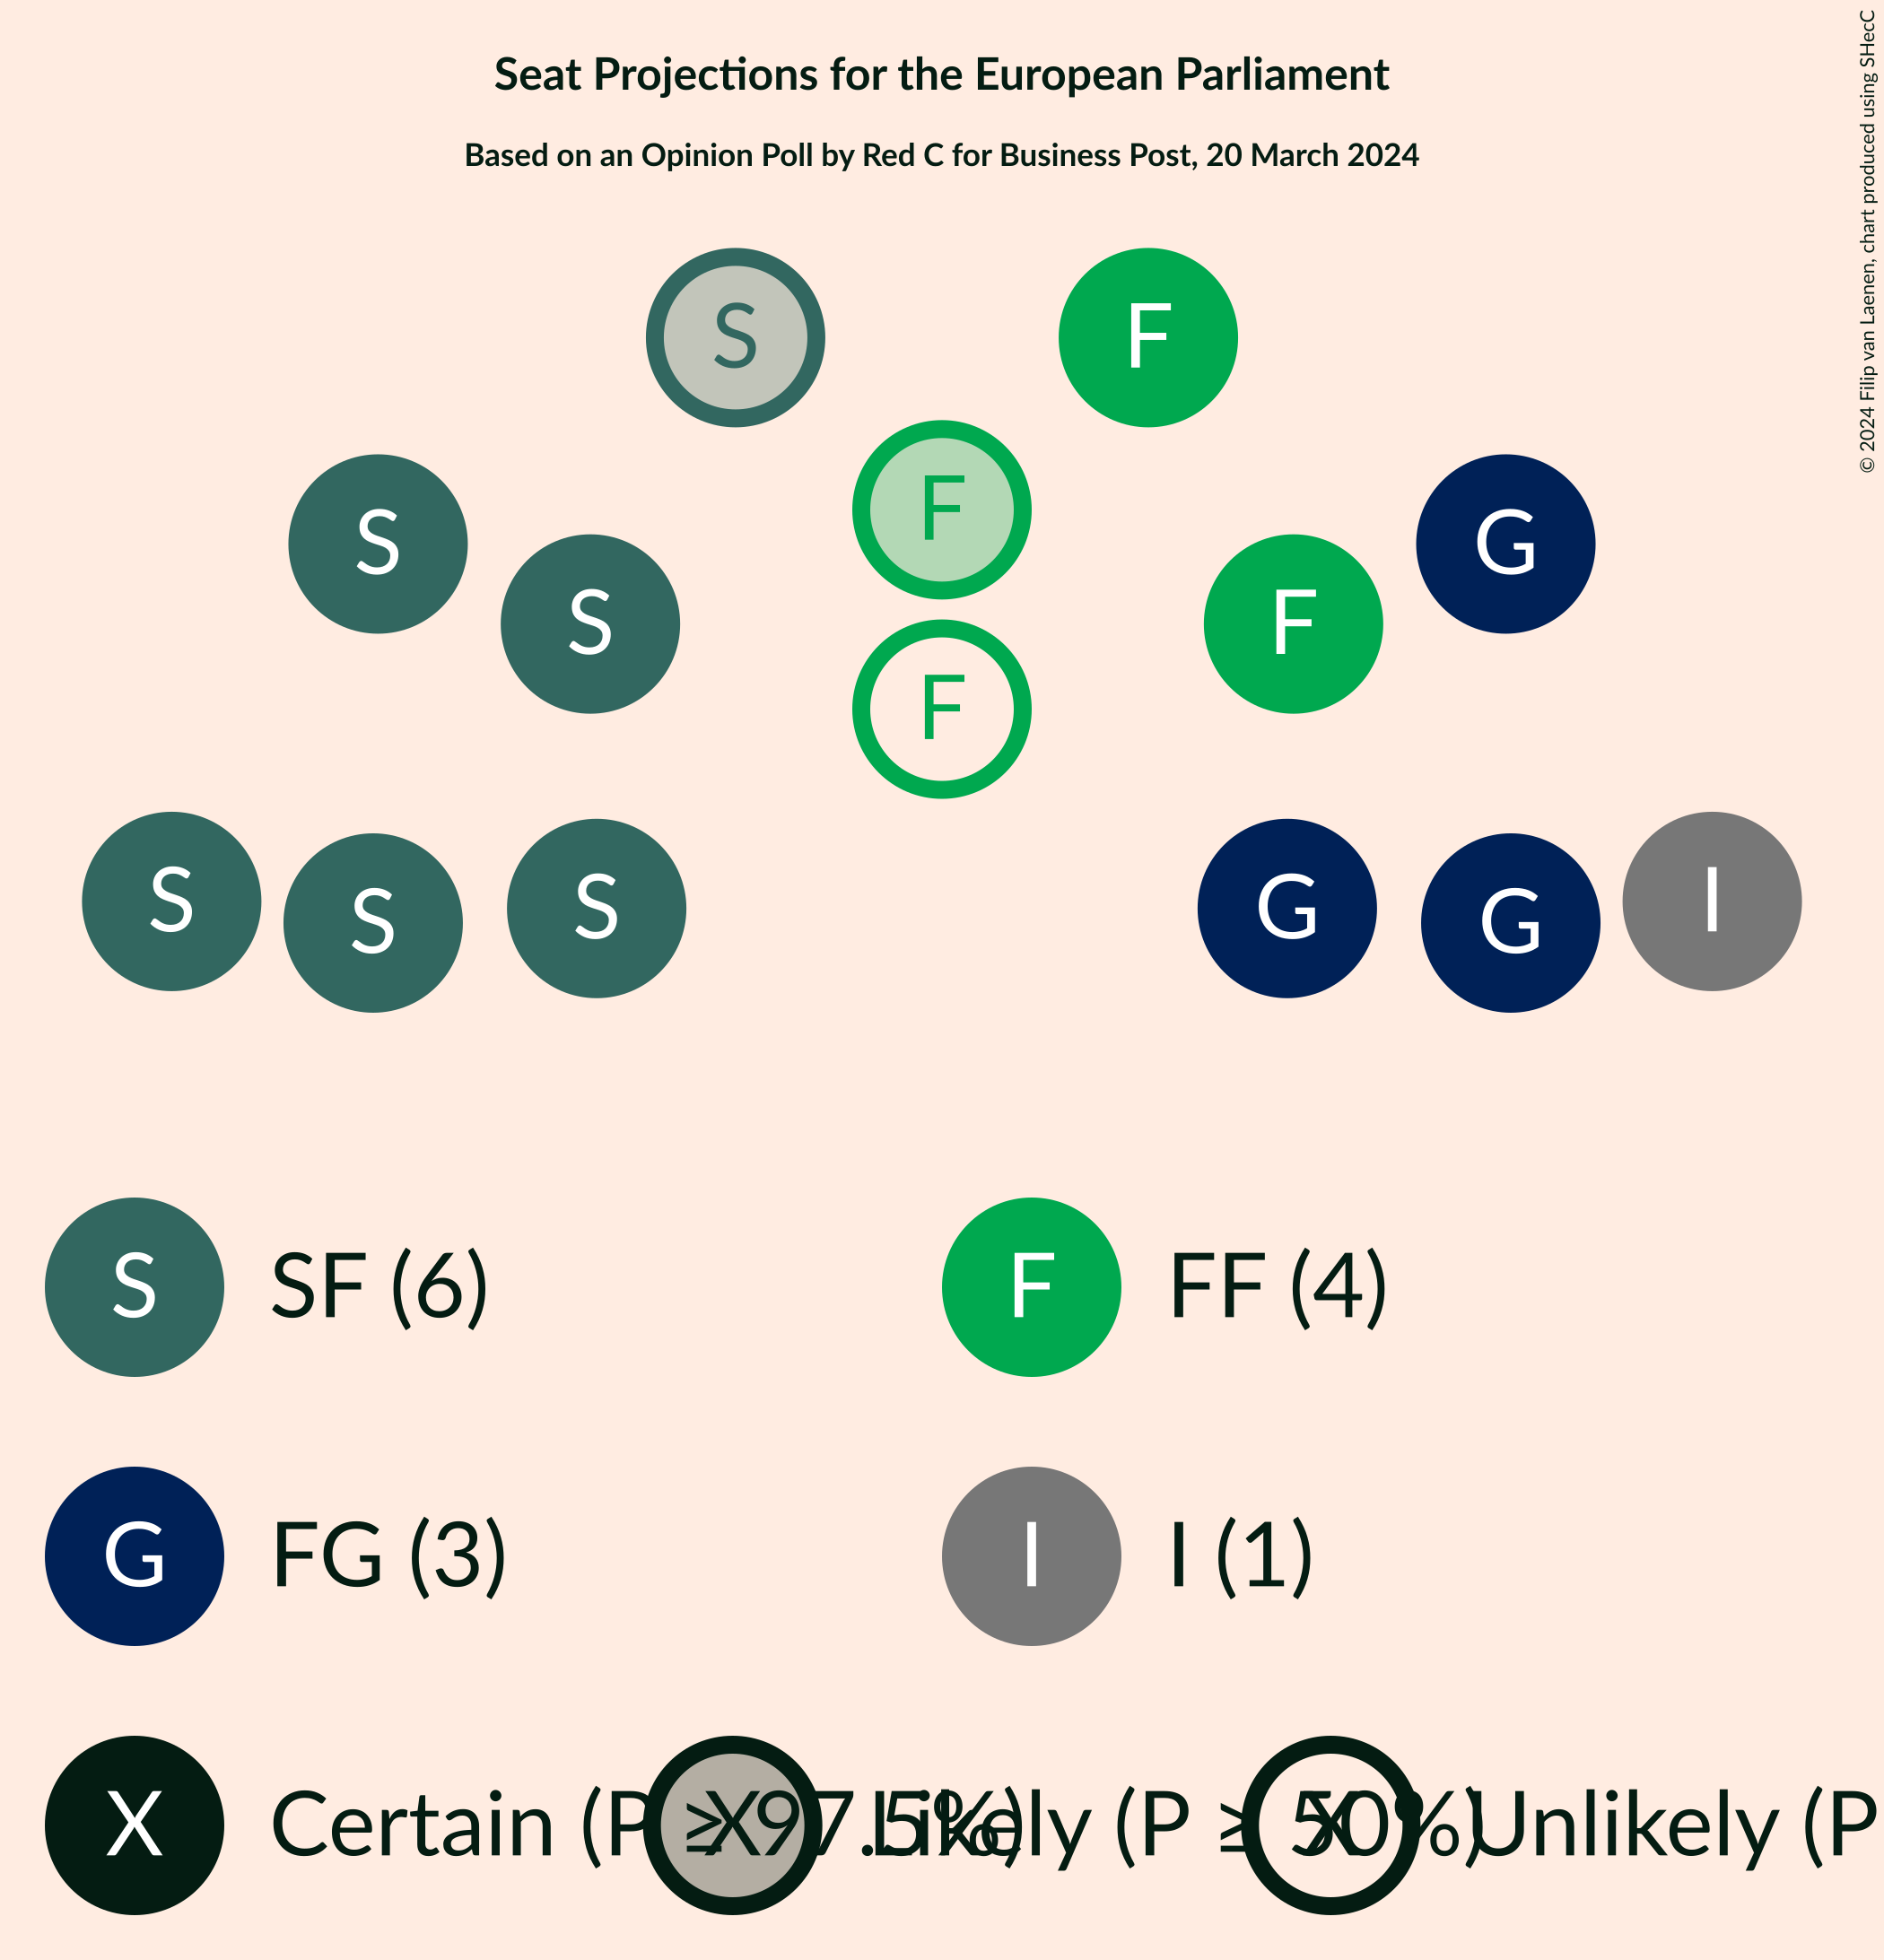 Seat Projections for the European Parliament
Based on an Opinion Poll by Red C for Business Post, 20 March 2024
© 2024 Filip van Laenen, chart produced using SHecC
S F
F
S G
S F
F
S S S G G I
S SF (6) F FF (4)
G FG (3) I I (1)
X Certain (P ≥ 97.5%) X Likely (P ≥ 50%) X Unlikely (P